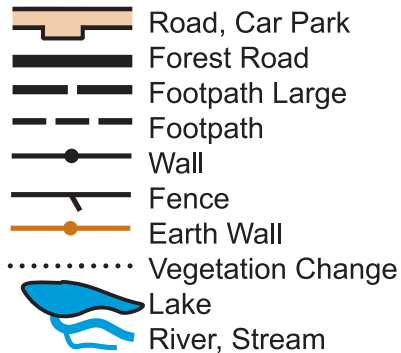 Road, Car Park
Forest Road
Footpath Large
Footpath
Wall
Fence
Earth Wall
Vegetation Change
Lake
River, Stream